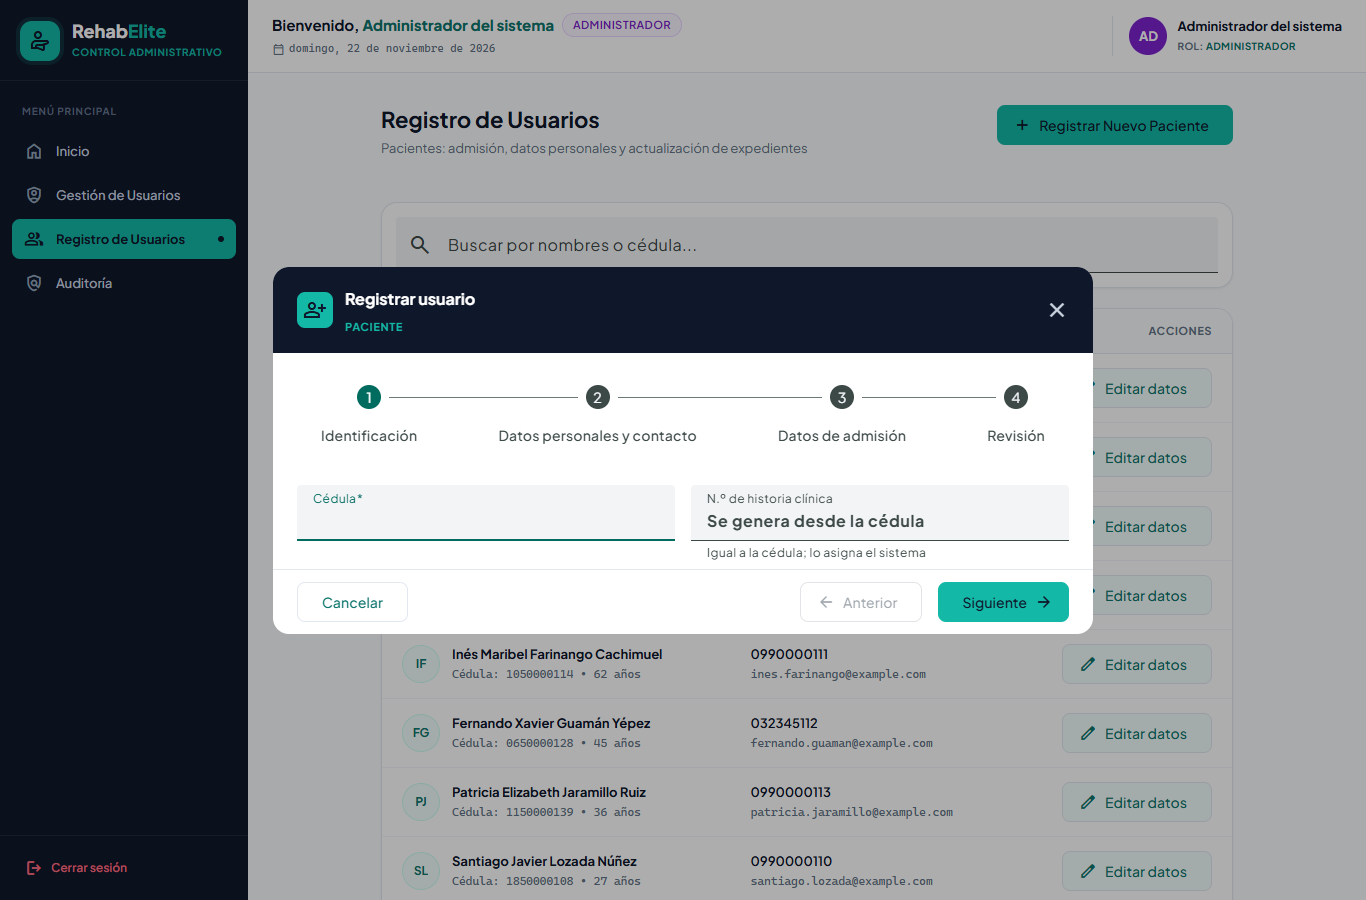 RehabElite
CONTROL ADMINISTRATIVO
MENÚ PRINCIPAL
Inicio
Gestión de Usuarios
Registro de Usuarios
Auditoría
Cerrar sesión
Bienvenido, Administrador del sistema ADMINISTRADOR
domingo, 22 de noviembre de 2026
AD
Administrador del sistema
ROL: ADMINISTRADOR
Registro de Usuarios
Pacientes: admisión, datos personales y actualización de expedientes
+ Registrar Nuevo Paciente
Buscar por nombres o cédula...
ACCIONES
Editar datos
Editar datos
Editar datos
Editar datos
Registrar usuario
PACIENTE
1 2 3 4
Identificación Datos personales y contacto Datos de admisión Revisión
Cédula*
N.º de historia clínica
Se genera desde la cédula
Igual a la cédula; lo asigna el sistema
Cancelar Anterior Siguiente
IF Inés Maribel Farinango Cachimuel 0990000111 Editar datos
Cédula: 1050000114 • 62 años ines.farinango@example.com
FG Fernando Xavier Guamán Yépez 032345112 Editar datos
Cédula: 0650000128 • 45 años fernando.guaman@example.com
PJ Patricia Elizabeth Jaramillo Ruiz 0990000113 Editar datos
Cédula: 1150000139 • 36 años patricia.jaramillo@example.com
SL Santiago Javier Lozada Núñez 0990000110 Editar datos
Cédula: 1850000108 • 27 años santiago.lozada@example.com